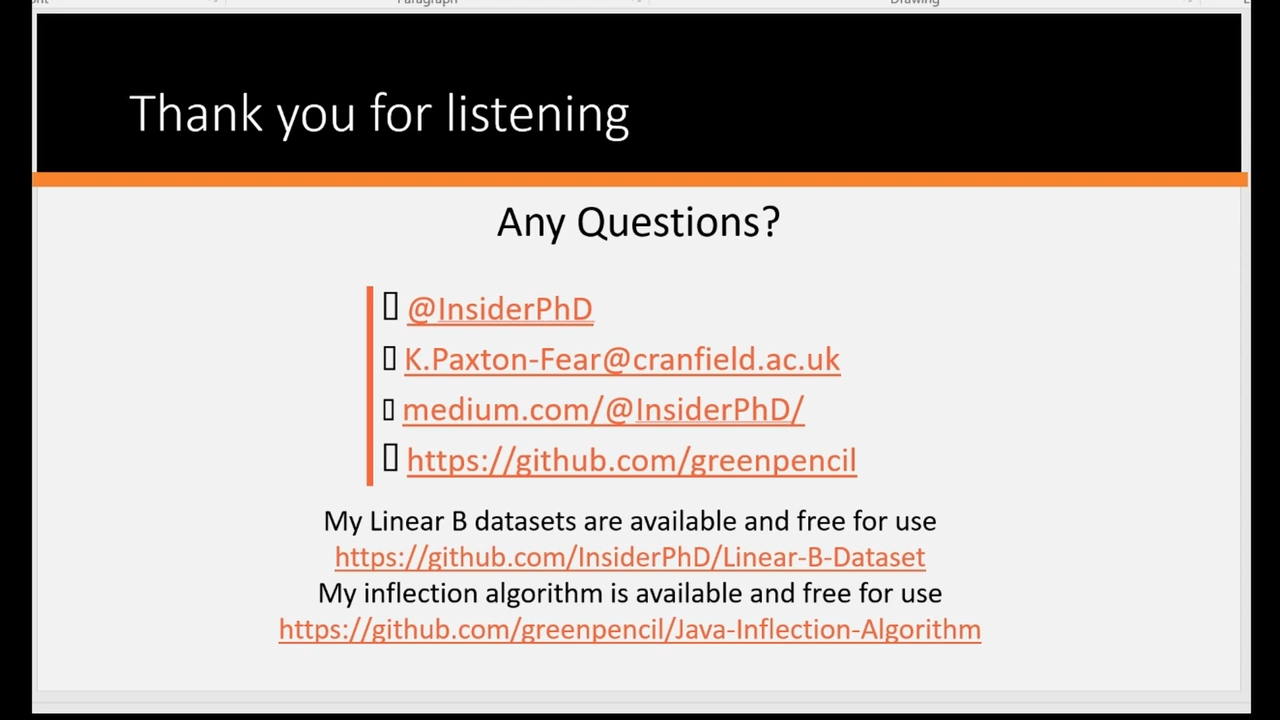 Paragraph
Drawing
Thank you for listening
Any Questions?
@InsiderPhD
K.Paxton-Fear@cranfield.ac.uk
medium.com/@InsiderPhD/
https://github.com/greenpencil
My Linear B datasets are available and free for use
https://github.com/InsiderPhD/Linear-B-Dataset
My inflection algorithm is available and free for use
https://github.com/greenpencil/Java-Inflection-Algorithm